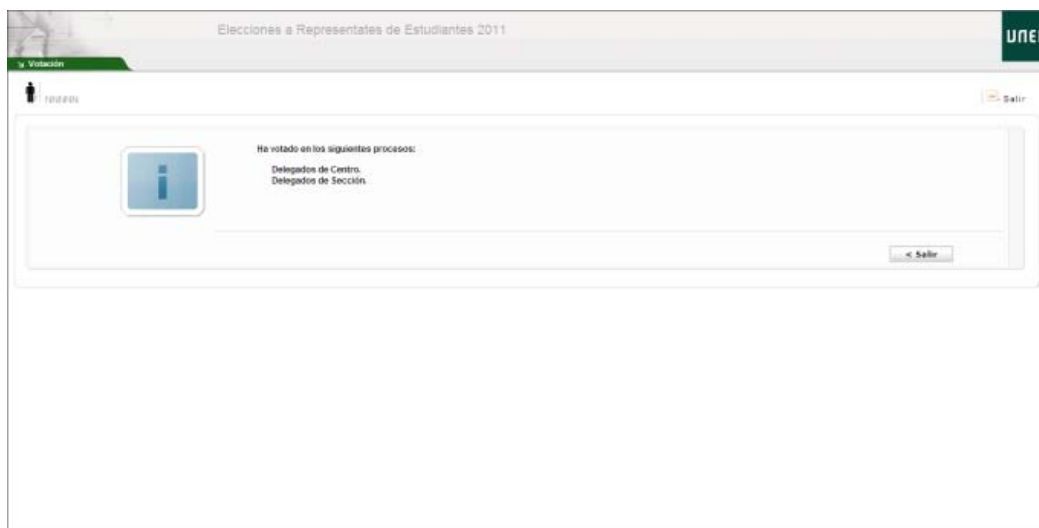 Elecciones a Representates de Estudiantes 2011
UNE
Votación
Salir
Ha votado en los siguientes procesos:
Delegados de Centro.
Delegados de Sección.
< Salir